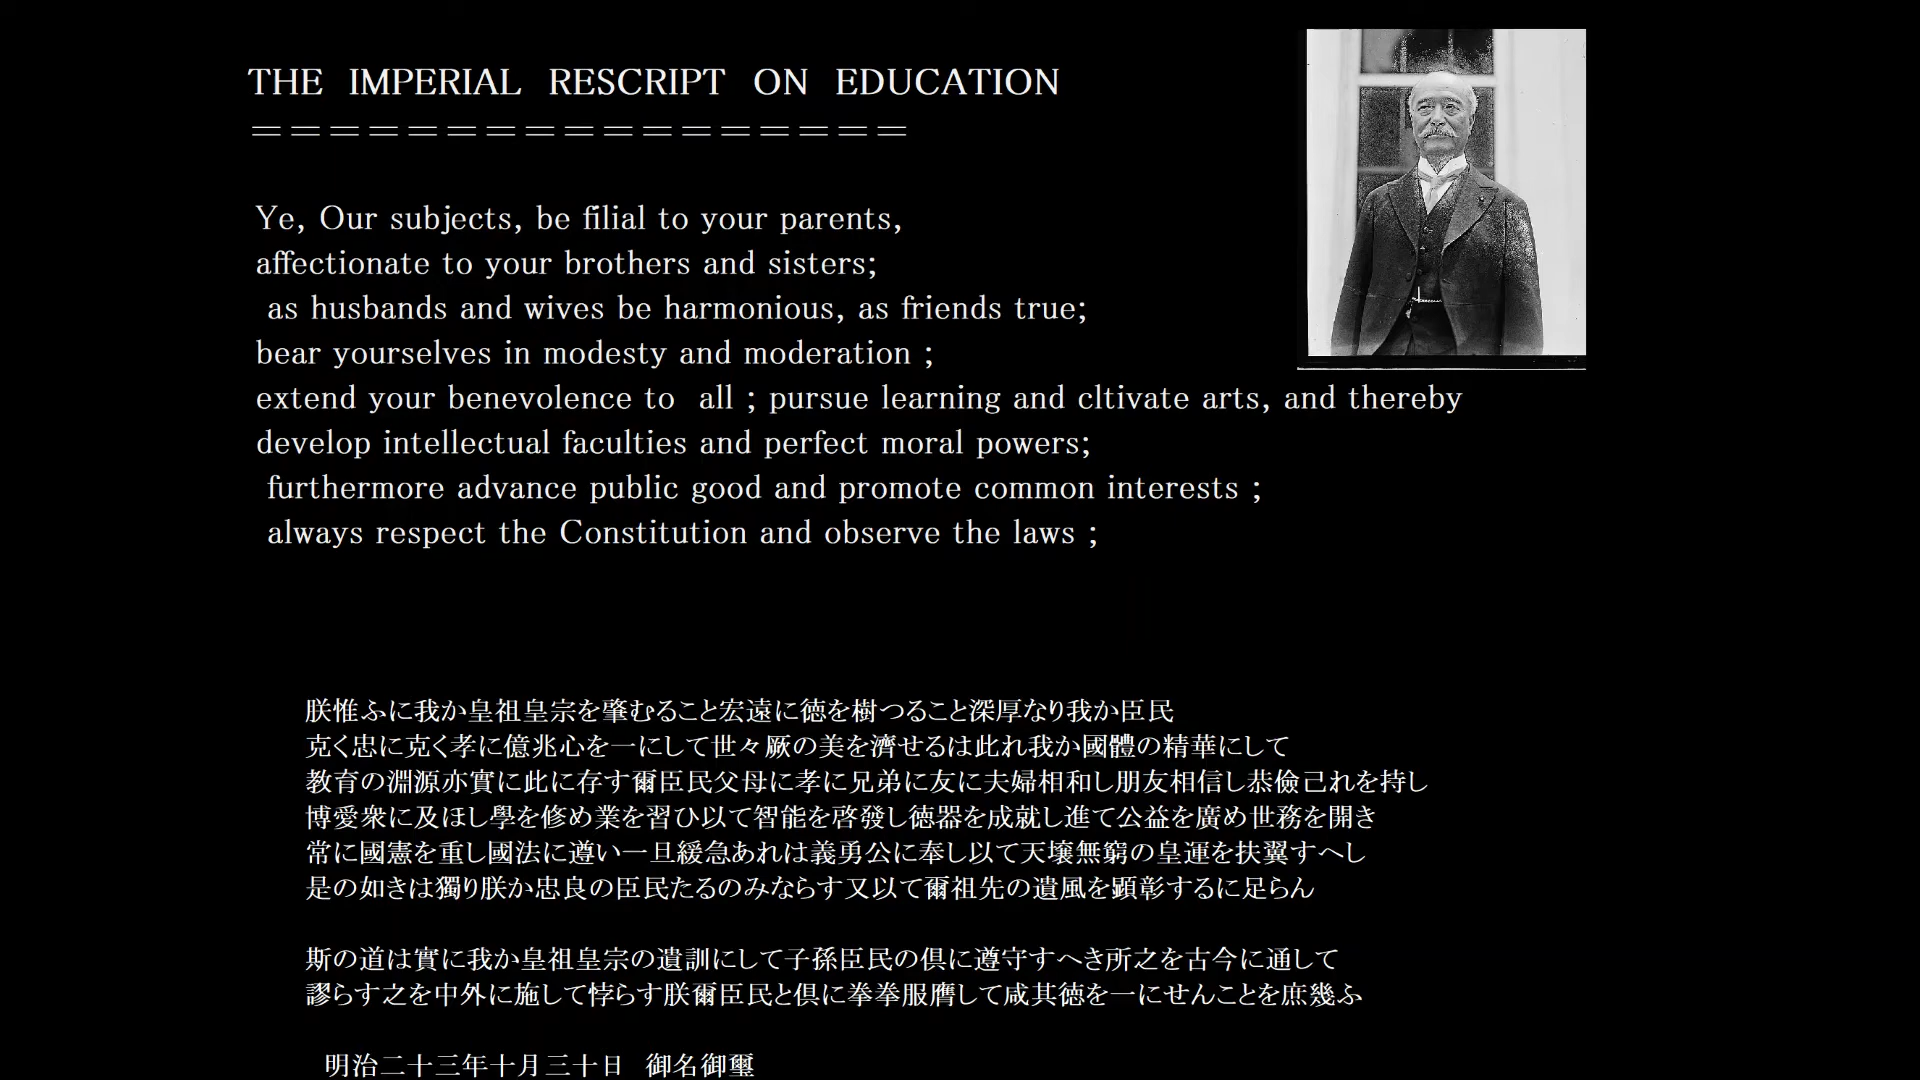 THE IMPERIAL RESCRIPT ON EDUCATION
=================
Ye, Our subjects, be filial to your parents,
affectionate to your brothers and sisters;
as husbands and wives be harmonious, as friends true;
bear yourselves in modesty and moderation ;
extend your benevolence to all ; pursue learning and cltivate arts, and thereby
develop intellectual faculties and perfect moral powers;
furthermore advance public good and promote common interests ;
always respect the Constitution and observe the laws ;
朕惟ふに我か皇祖皇宗を肇むること宏遠に徳を樹つること深厚なり我か臣民
克く忠に克く孝に億兆心を一にして世々厥の美を濟せるは此れ我か國體の精華にして
教育の淵源亦實に此に存す爾臣民父母に孝に兄弟に友に夫婦相和し朋友相信し恭儉己れを持し
博愛衆に及ほし學を修め業を習ひ以て智能を啓發し徳器を成就し進て公益を廣め世務を開き
常に國憲を重し國法に遵い一旦緩急あれは義勇公に奉し以て天壌無窮の皇運を扶翼すへし
是の如きは獨り朕か忠良の臣民たるのみならす又以て爾祖先の遺風を顕彰するに足らん
斯の道は實に我か皇祖皇宗の遺訓にして子孫臣民の倶に遵守すへき所之を古今に通して
謬らす之を中外に施して悖らす朕爾臣民と倶に拳拳服膺して咸其徳を一にせんことを庶幾ふ
明治二十三年十月三十日 御名御璽